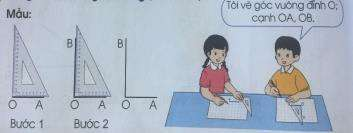 Mẫu:
Tôi vẽ góc vuông đỉnh O;
cạnh OA, OB.
B
B
O A
O A
O A
Bước 1
Bước 2